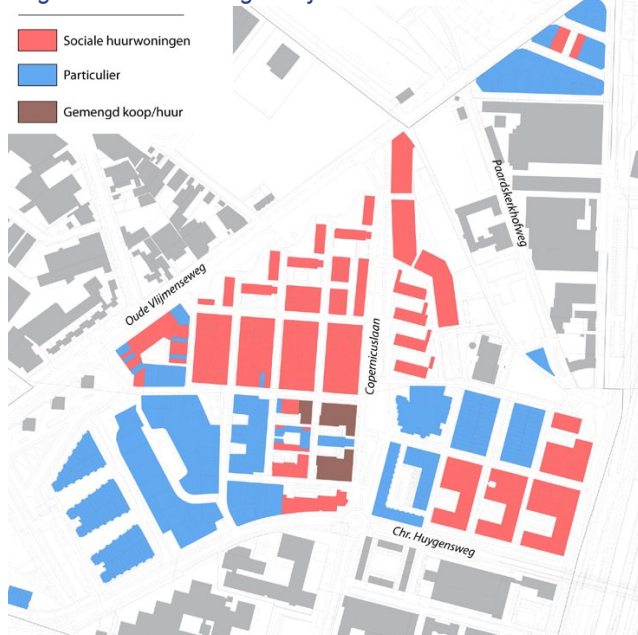 Sociale huurwoningen
Particulier
Gemengd koop/huur
Paardskerkhofweg
Oude Vlijmenseweg
Copernicuslaan
Chr. Huygensweg